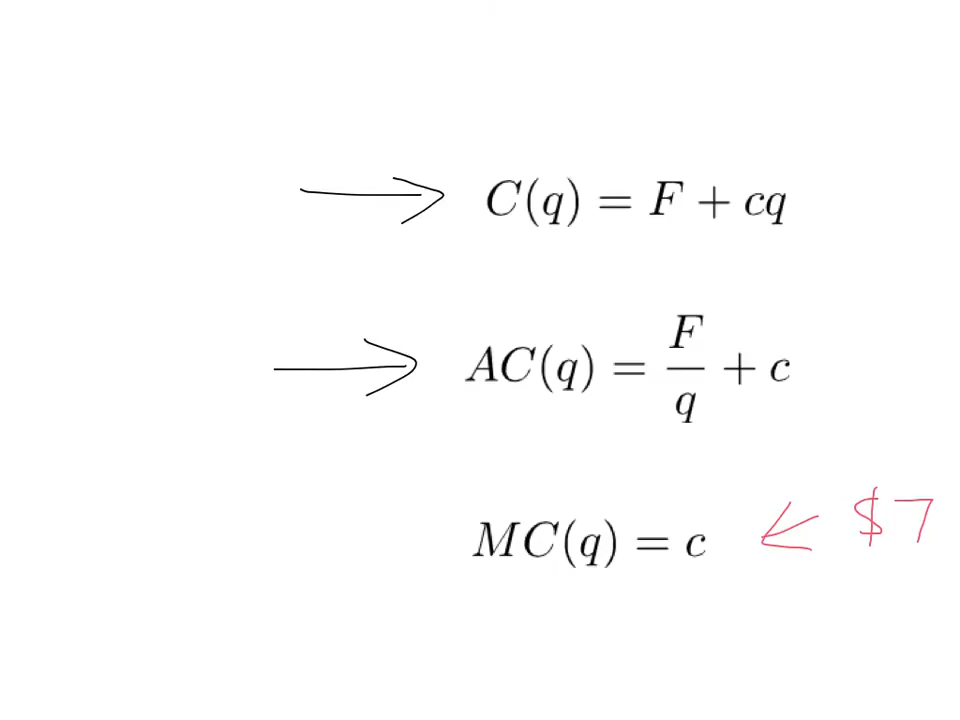 C(q) = F + cq
AC(q) = F/q + c
MC(q) = c $7